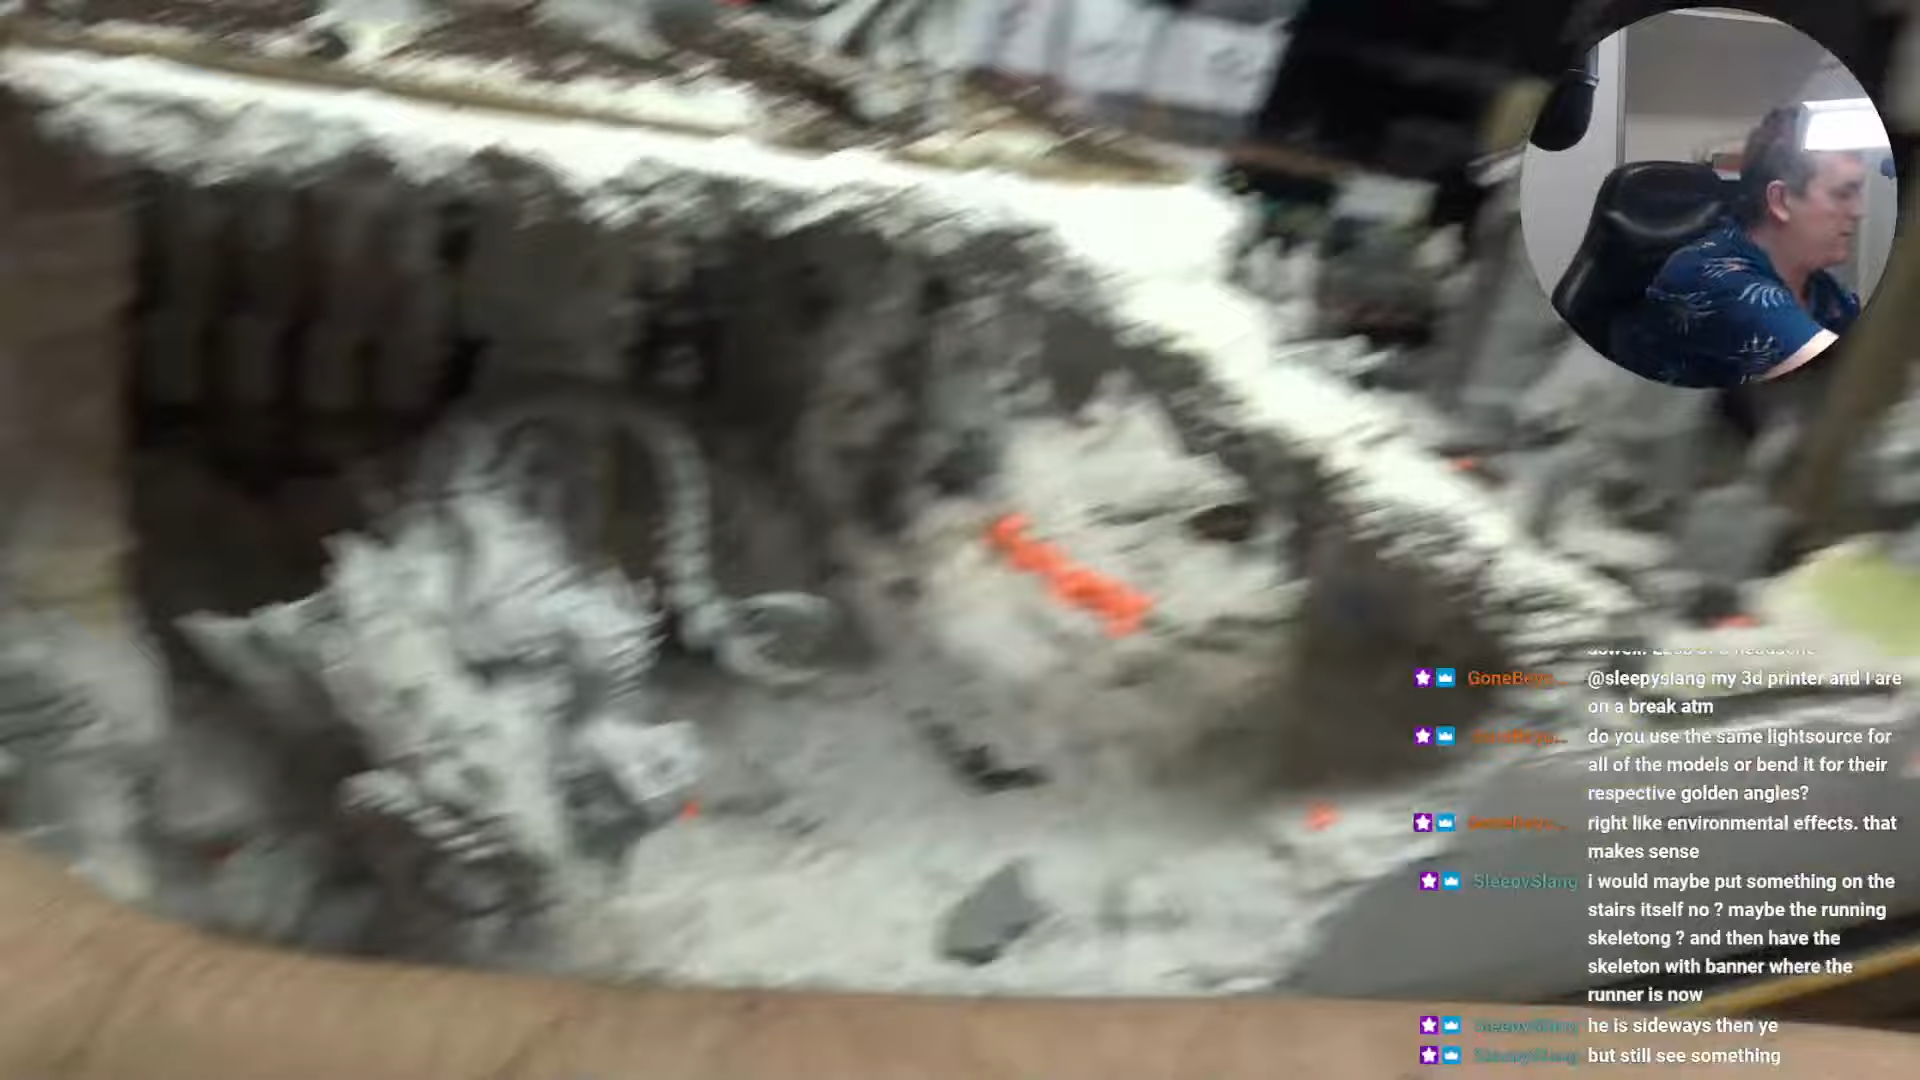 @sleepyslang my 3d printer and I are
on a break atm
do you use the same lightsource for
all of the models or bend it for their
respective golden angles?
right like environmental effects. that
makes sense
SleepySlang i would maybe put something on the
stairs itself no ? maybe the running
skeletong ? and then have the
skeleton with banner where the
runner is now
SleepySlang he is sideways then ye
SleepySlang but still see something